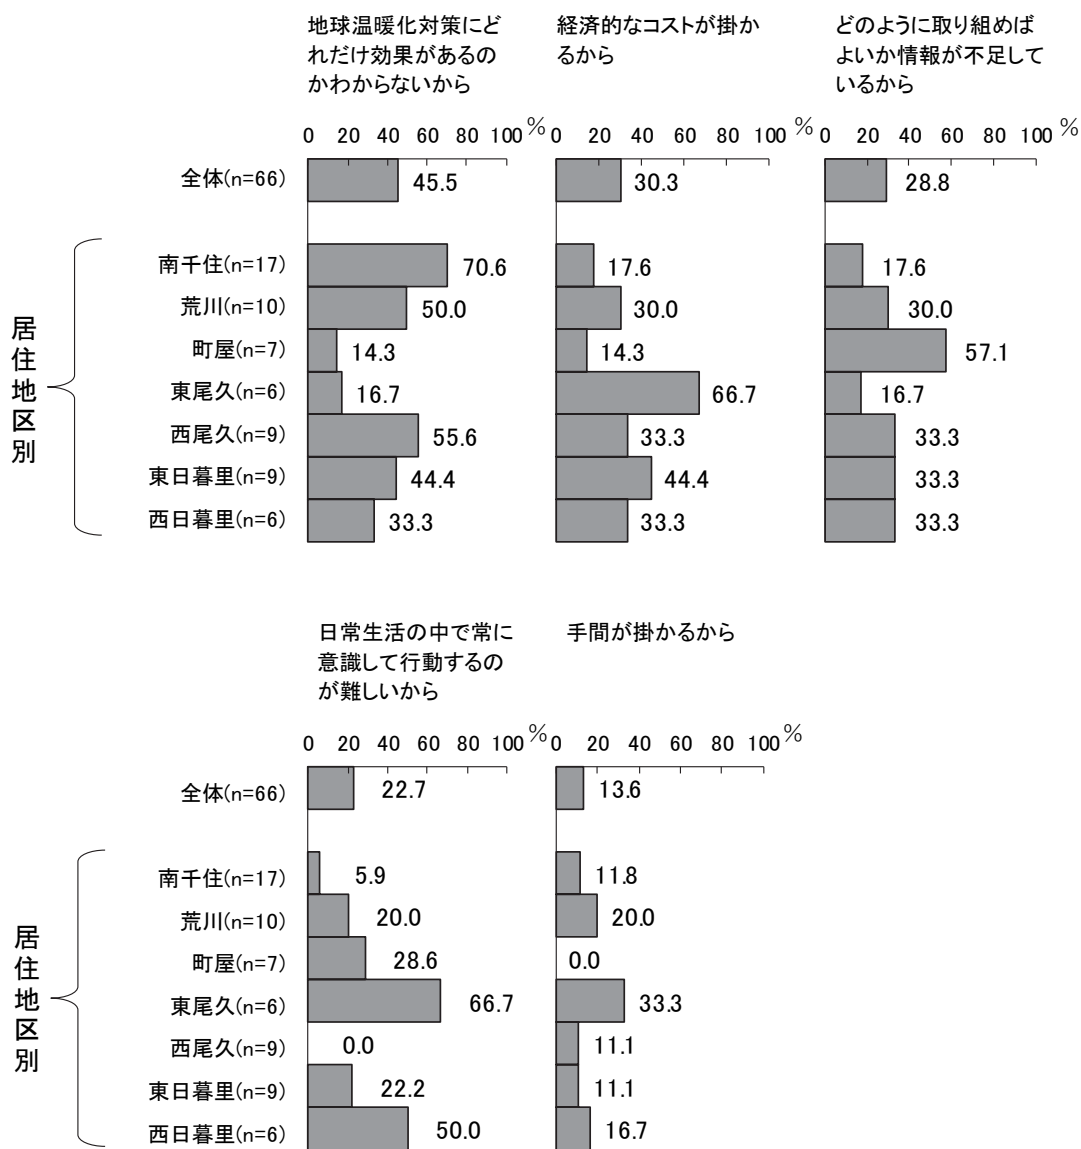 地球温暖化対策にど
れだけ効果があるの
かわからないから
経済的なコストが掛か
るから
どのように取り組めば
よいか情報が不足して
いるから
0 20 40 60 80 100 %
0 20 40 60 80 100 %
0 20 40 60 80 100 %
全体(n=66) 45.5 30.3 28.8
居住地区別
南千住(n=17) 70.6 17.6 17.6
荒川(n=10) 50.0 30.0 30.0
町屋(n=7) 14.3 14.3 57.1
東尾久(n=6) 16.7 66.7 16.7
西尾久(n=9) 55.6 33.3 33.3
東日暮里(n=9) 44.4 44.4 33.3
西日暮里(n=6) 33.3 33.3 33.3
日常生活の中で常に
意識して行動するの
が難しいから
手間が掛かるから
0 20 40 60 80 100 %
0 20 40 60 80 100 %
全体(n=66) 22.7 13.6
居住地区別
南千住(n=17) 5.9 11.8
荒川(n=10) 20.0 20.0
町屋(n=7) 28.6 0.0
東尾久(n=6) 66.7 33.3
西尾久(n=9) 0.0 11.1
東日暮里(n=9) 22.2 11.1
西日暮里(n=6) 50.0 16.7